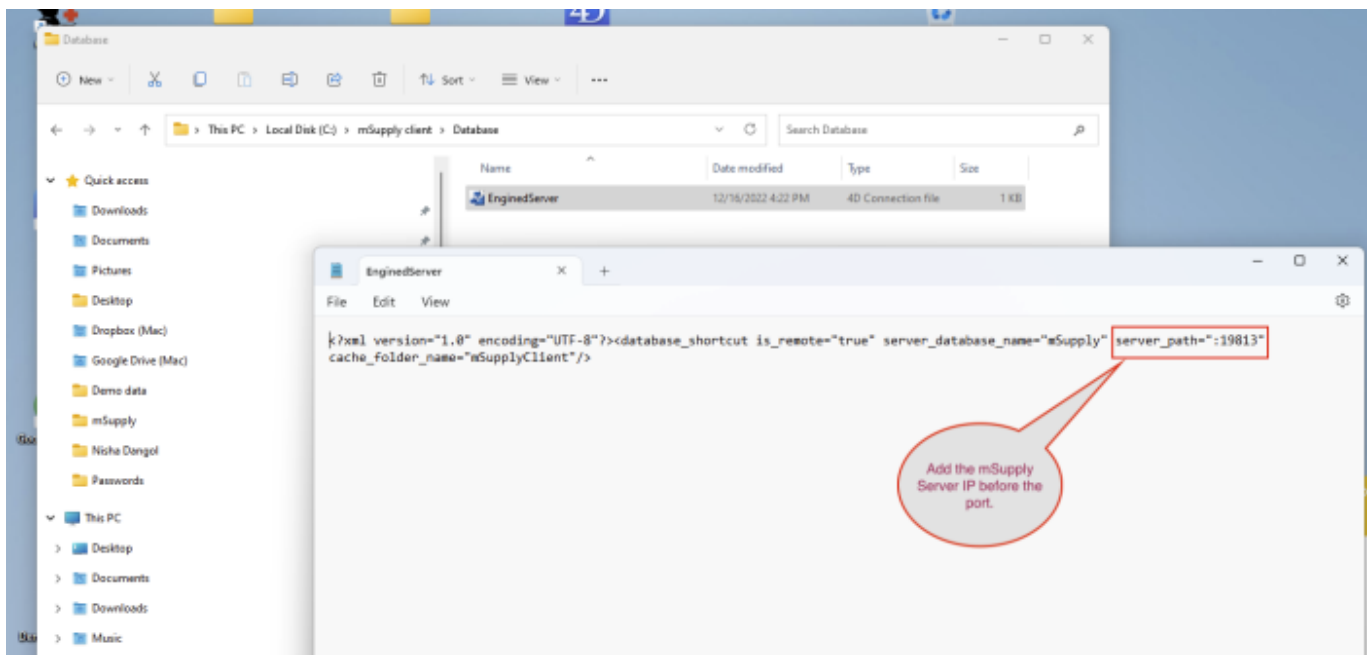 4D
Database
New
Sort
View
This PC > Local Disk (C:) > mSupply client > Database
Search Database
Name
Date modified
Type
Size
EnginedServer
12/16/2022 4:22 PM
4D Connection file
1 KB
Quick access
Downloads
Documents
Pictures
Desktop
Dropbox (Mac)
Google Drive (Mac)
Demo data
mSupply
Nisha Dangol
Passwords
This PC
Desktop
Documents
Downloads
Music
EnginedServer
File Edit View
<?xml version="1.0" encoding="UTF-8"?><database_shortcut is_remote="true" server_database_name="mSupply" server_path=":19813"
cache_folder_name="mSupplyClient"/>
Add the mSupply
Server IP before the
port.